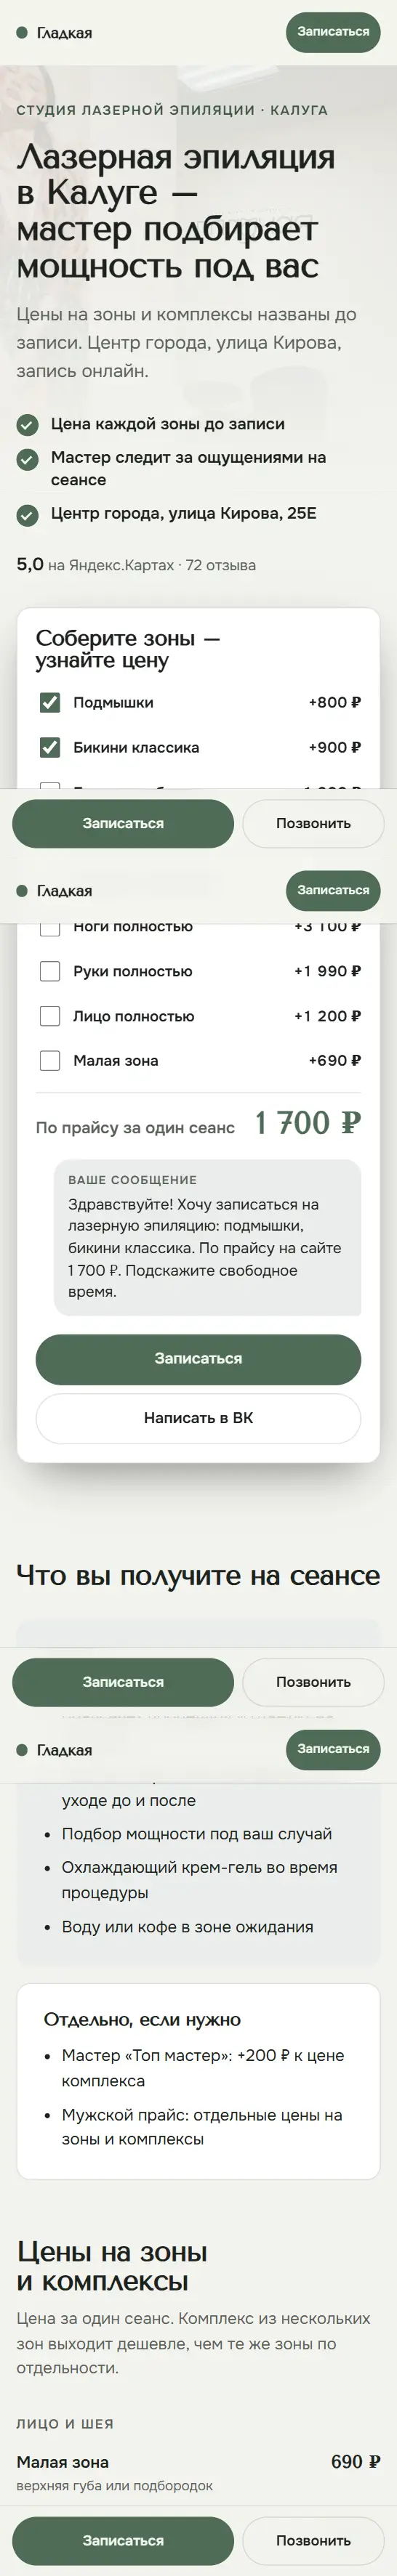 Гладкая
Записаться
СТУДИЯ ЛАЗЕРНОЙ ЭПИЛЯЦИИ · КАЛУГА
Лазерная эпиляция
в Калуге —
мастер подбирает
мощность под вас
Цены на зоны и комплексы названы до
записи. Центр города, улица Кирова,
запись онлайн.
Цена каждой зоны до записи
Мастер следит за ощущениями на
сеансе
Центр города, улица Кирова, 25Е
5,0 на Яндекс.Картах · 72 отзыва
Соберите зоны —
узнайте цену
Подмышки +800 ₽
Бикини классика +900 ₽
Записаться Позвонить
Гладкая
Записаться
Ноги полностью +3 100 ₽
Руки полностью +1 990 ₽
Лицо полностью +1 200 ₽
Малая зона +690 ₽
По прайсу за один сеанс 1 700 ₽
ВАШЕ СООБЩЕНИЕ
Здравствуйте! Хочу записаться на
лазерную эпиляцию: подмышки,
бикини классика. По прайсу на сайте
1 700 ₽. Подскажите свободное
время.
Записаться
Написать в ВК
Что вы получите на сеансе
Записаться Позвонить
Гладкая
Записаться
уходе до и после
• Подбор мощности под ваш случай
• Охлаждающий крем-гель во время
процедуры
• Воду или кофе в зоне ожидания
Отдельно, если нужно
• Мастер «Топ мастер»: +200 ₽ к цене
комплекса
• Мужской прайс: отдельные цены на
зоны и комплексы
Цены на зоны
и комплексы
Цена за один сеанс. Комплекс из нескольких
зон выходит дешевле, чем те же зоны по
отдельности.
ЛИЦО И ШЕЯ
Малая зона 690 ₽
верхняя губа или подбородок
Записаться Позвонить